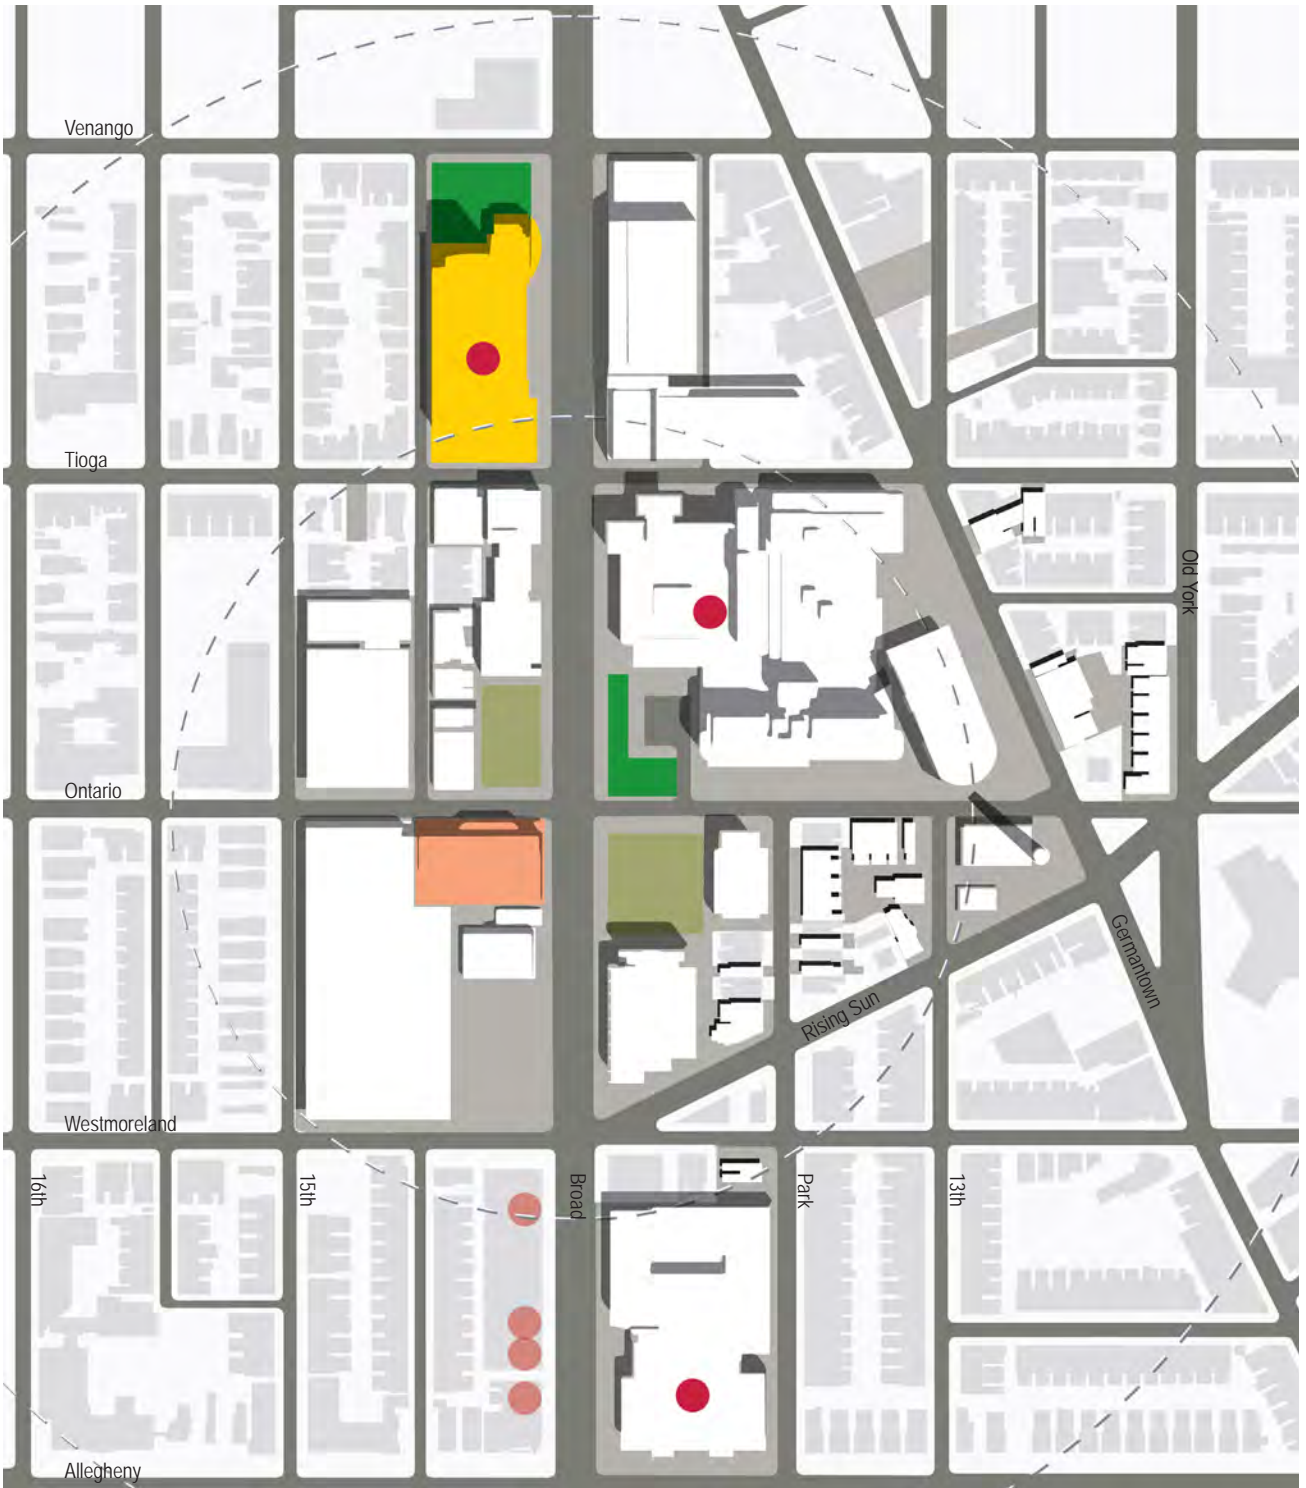 Venango
Tioga
Old York
Ontario
Germantown
Rising Sun
Westmoreland
16th
15th
Broad
Park
13th
Allegheny